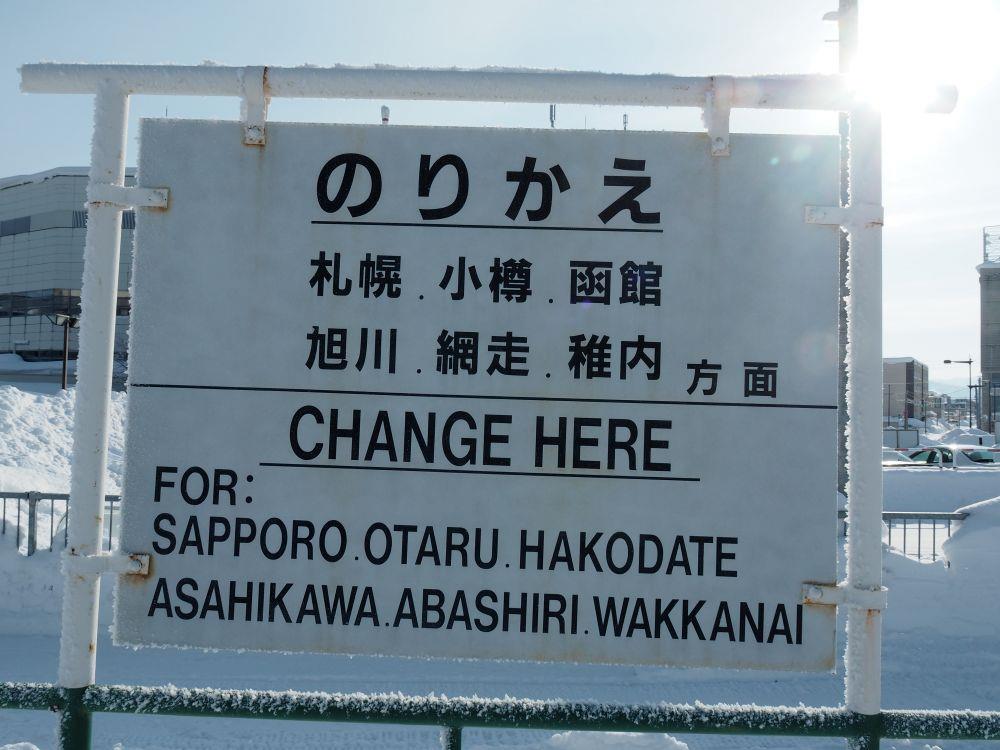 のりかえ
札幌.小樽.函館
旭川.網走.稚内 方面
CHANGE HERE
FOR:
SAPPORO.OTARU.HAKODATE
ASAHIKAWA.ABASHIRI.WAKKANAI